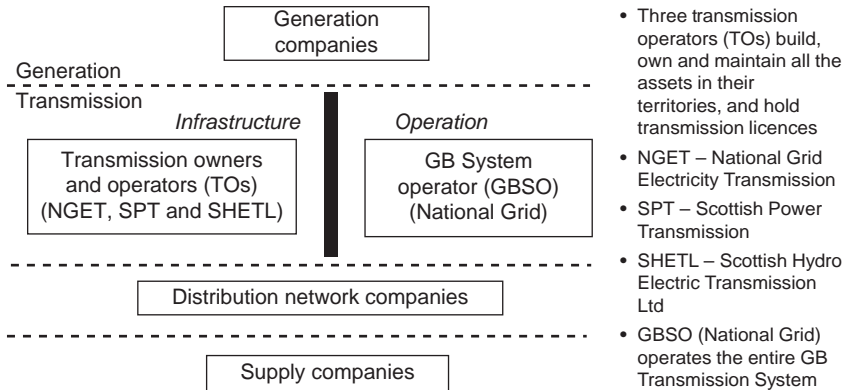 Generation
companies
Generation
Transmission
Infrastructure
Operation
Transmission owners
and operators (TOs)
(NGET, SPT and SHETL)
GB System
operator (GBSO)
(National Grid)
Distribution network companies
Supply companies
• Three transmission
operators (TOs) build,
own and maintain all the
assets in their
territories, and hold
transmission licences
• NGET – National Grid
Electricity Transmission
• SPT – Scottish Power
Transmission
• SHETL – Scottish Hydro
Electric Transmission
Ltd
• GBSO (National Grid)
operates the entire GB
Transmission System